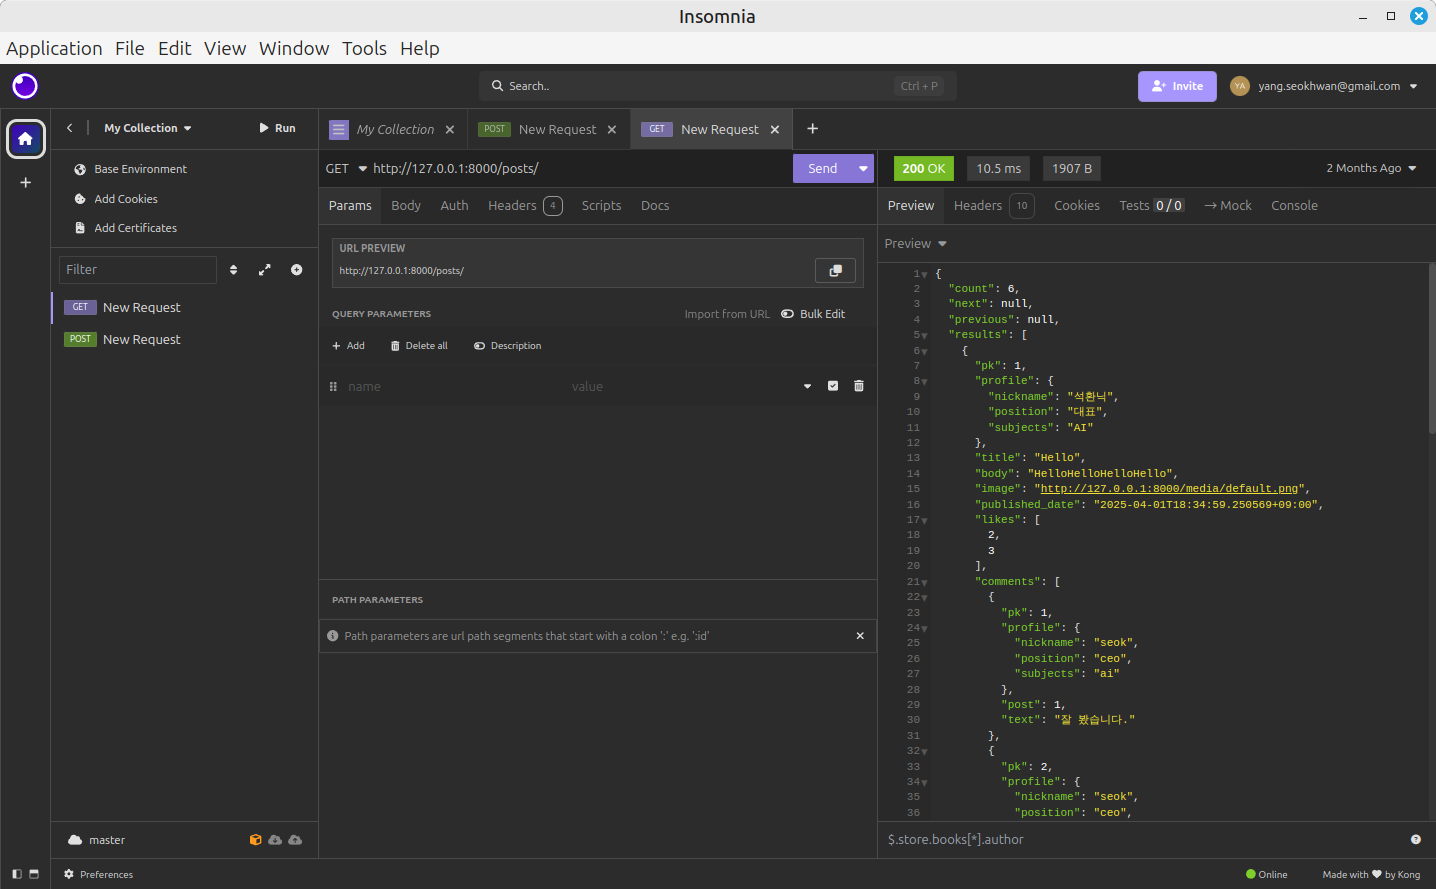 Insomnia
Application File Edit View Window Tools Help
Search..
Ctrl + P
Invite
YA
yang.seokhwan@gmail.com
My Collection
Run
Base Environment
Add Cookies
Add Certificates
Filter
GET New Request
POST New Request
master
My Collection
POST New Request
GET New Request
GET http://127.0.0.1:8000/posts/
Send
Params Body Auth Headers 4 Scripts Docs
URL PREVIEW
http://127.0.0.1:8000/posts/
QUERY PARAMETERS
Import from URL
Bulk Edit
Add
Delete all
Description
name
value
PATH PARAMETERS
Path parameters are url path segments that start with a colon ':' e.g. ':id'
200 OK 10.5 ms 1907 B
2 Months Ago
Preview Headers 10 Cookies Tests 0 / 0 → Mock Console
Preview
1 {
2 "count": 6,
3 "next": null,
4 "previous": null,
5 "results": [
6 {
7 "pk": 1,
8 "profile": {
9 "nickname": "석환닉",
10 "position": "대표",
11 "subjects": "AI"
12 },
13 "title": "Hello",
14 "body": "HelloHelloHelloHello",
15 "image": "http://127.0.0.1:8000/media/default.png",
16 "published_date": "2025-04-01T18:34:59.250569+09:00",
17 "likes": [
18 2,
19 3
20 ],
21 "comments": [
22 {
23 "pk": 1,
24 "profile": {
25 "nickname": "seok",
26 "position": "ceo",
27 "subjects": "ai"
28 },
29 "post": 1,
30 "text": "잘 봤습니다."
31 },
32 {
33 "pk": 2,
34 "profile": {
35 "nickname": "seok",
36 "position": "ceo",
$.store.books[*].author
Preferences
Online
Made with ♥ by Kong